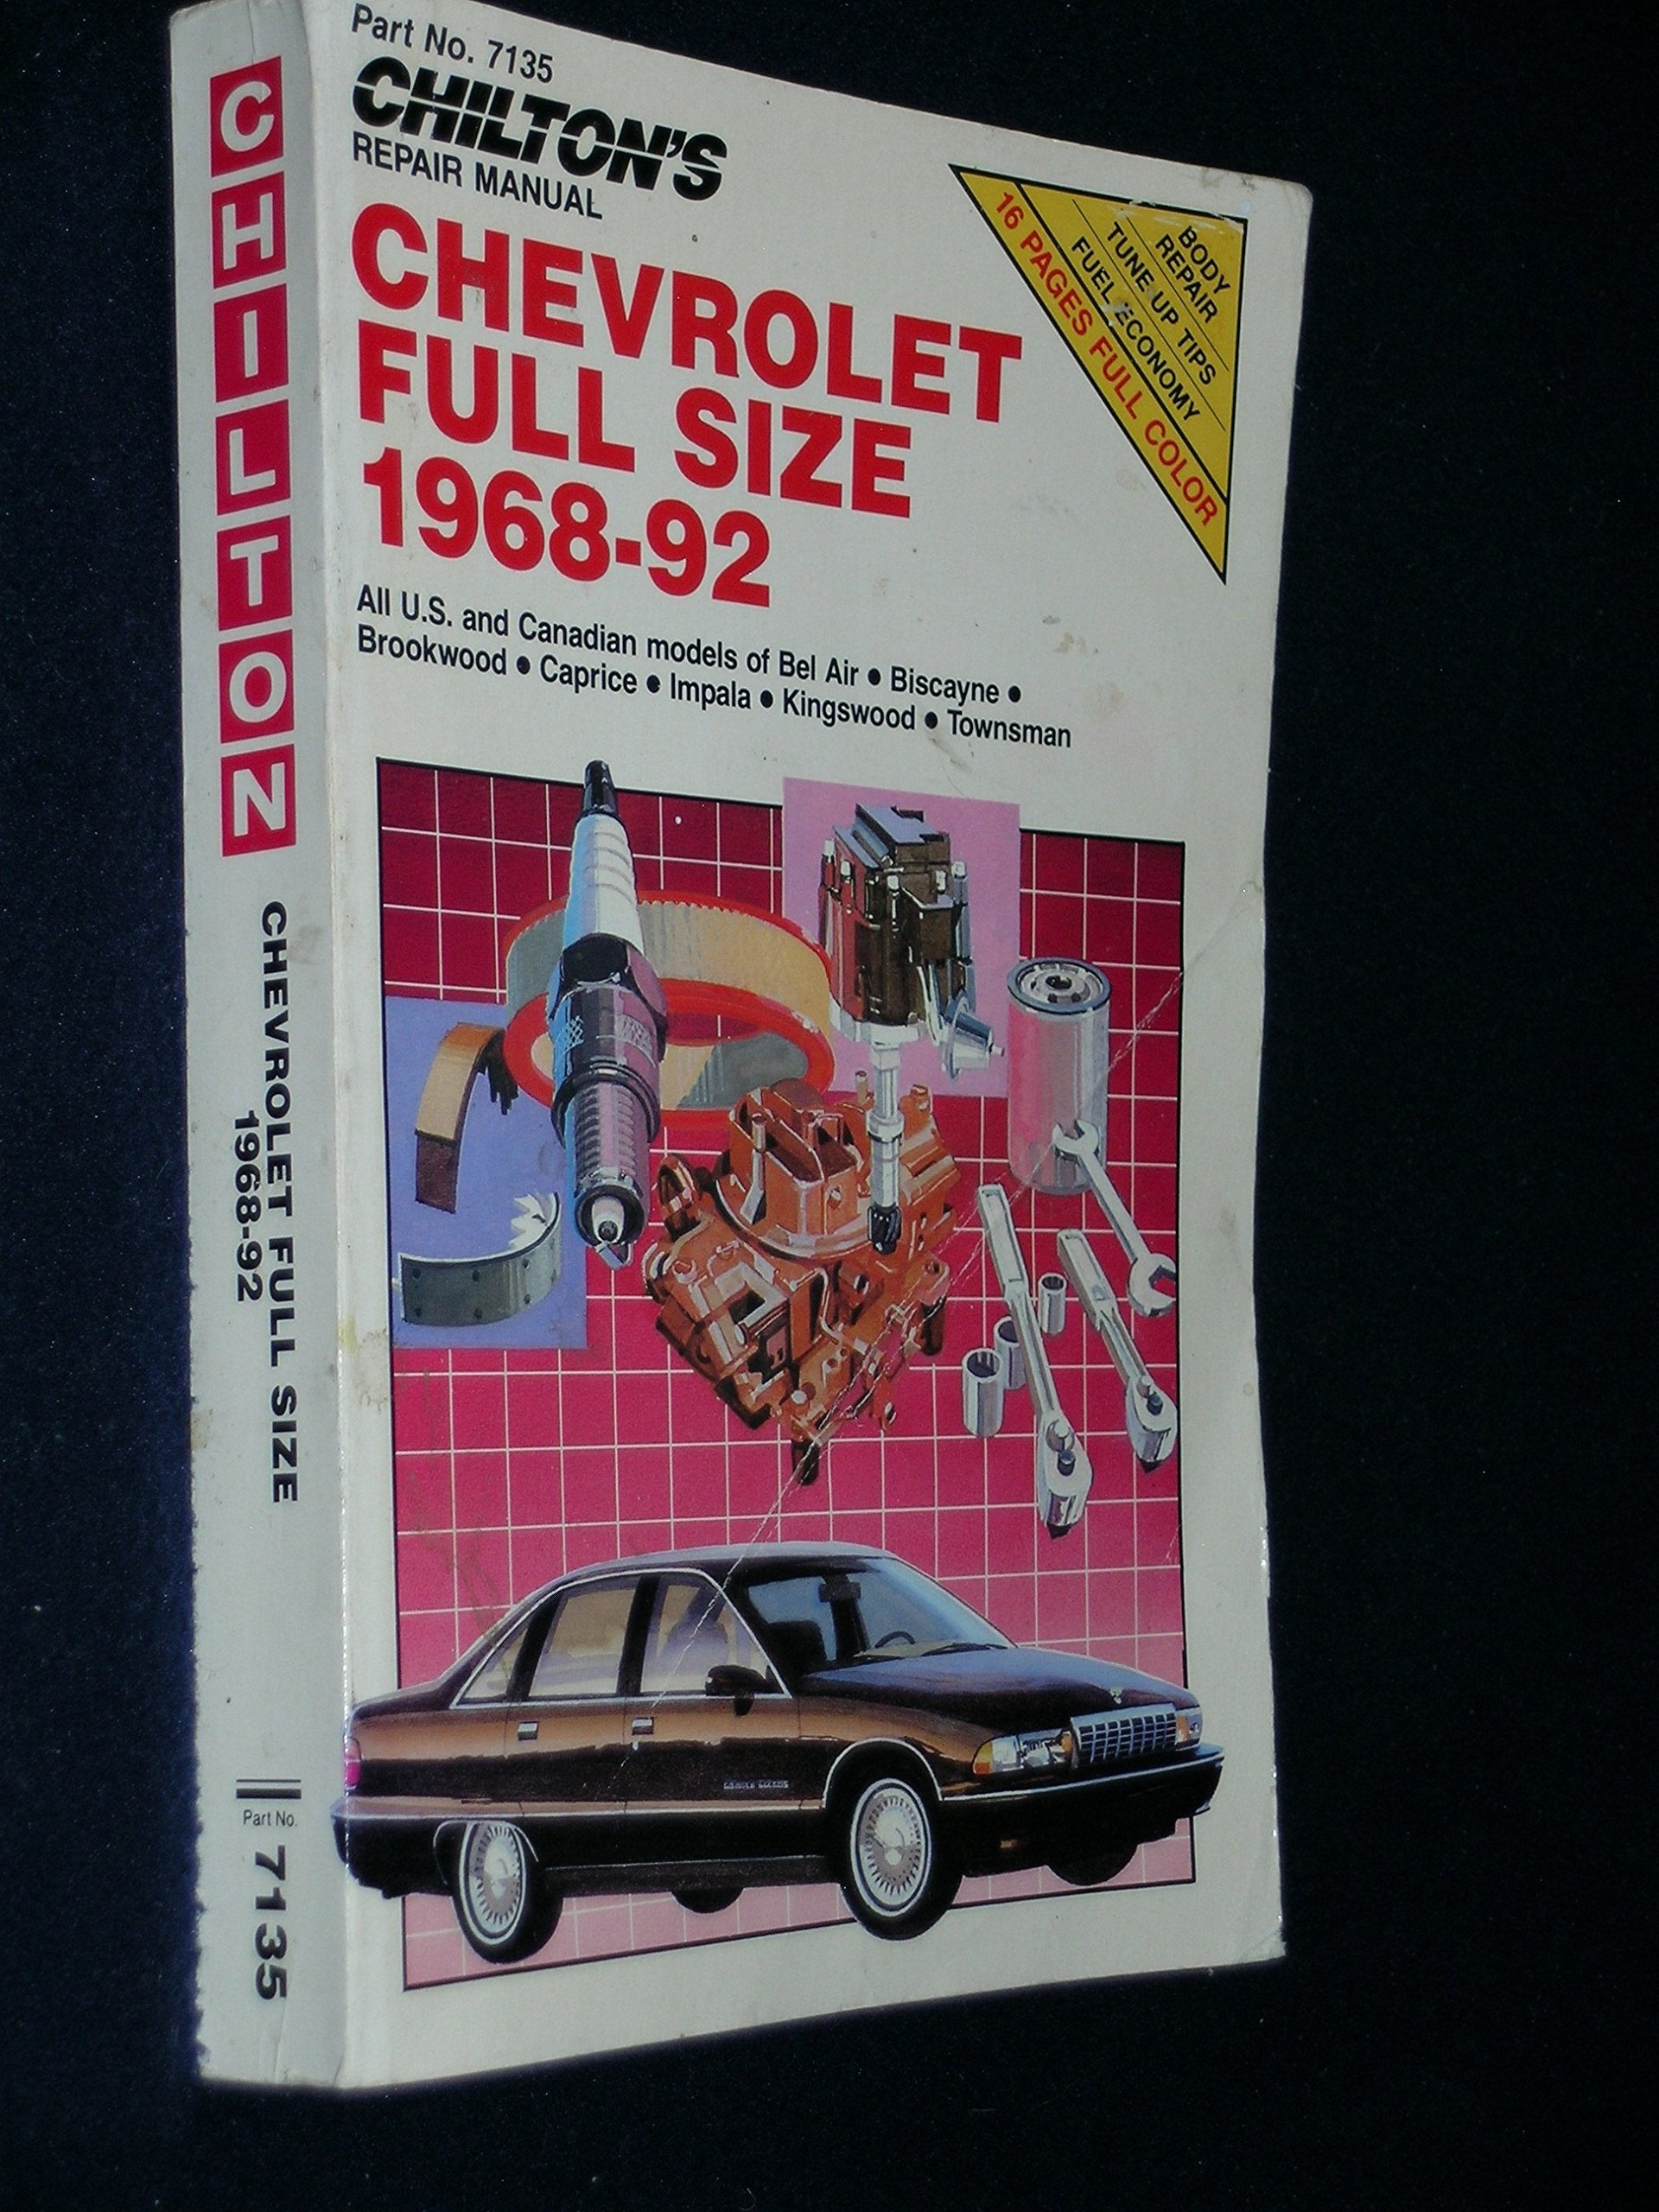 Part No. 7135
CHILTON'S
REPAIR MANUAL
CHEVROLET
FULL SIZE
1968-92
All U.S. and Canadian models of Bel Air • Biscayne •
Brookwood • Caprice • Impala • Kingswood • Townsman
BODY
REPAIR
TUNE UP TIPS
FUEL ECONOMY
16 PAGES FULL COLOR
CHILTON
CHEVROLET FULL SIZE
1968-92
Part No.
7135